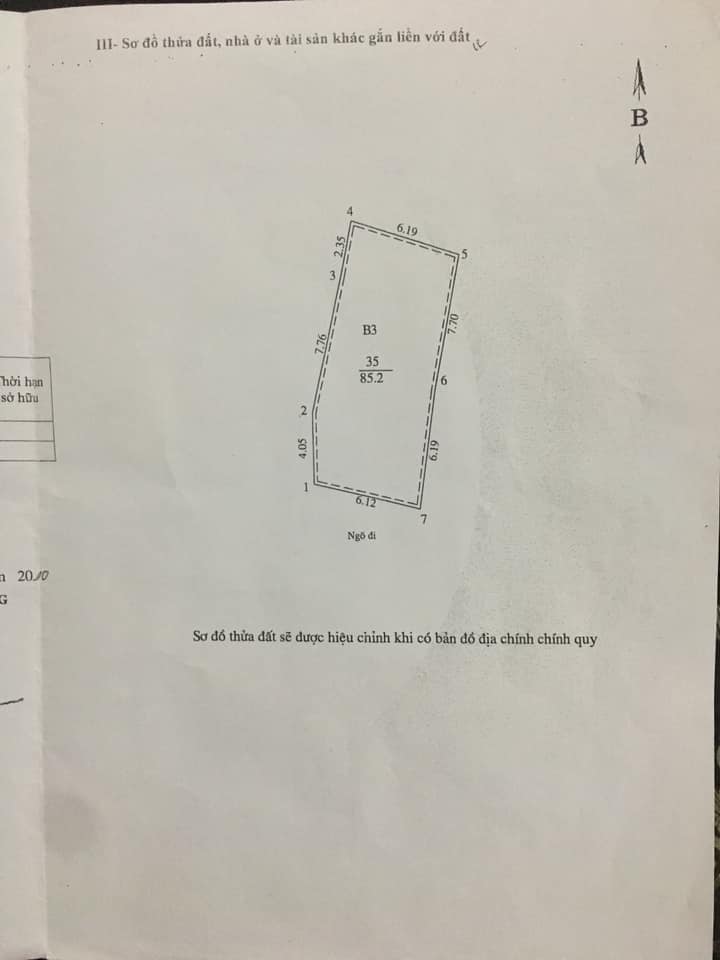 III- Sơ đồ thửa đất, nhà ở và tài sản khác gắn liền với đất
B
4
6.19
5
2.35
3
B3
7.70
7.76
35
85.2
6
Thời hạn
sở hữu
2
4.05
6.19
1
6.12
7
Ngõ đi
n 2010
G
Sơ đồ thửa đất sẽ được hiệu chỉnh khi có bản đồ địa chính chính quy